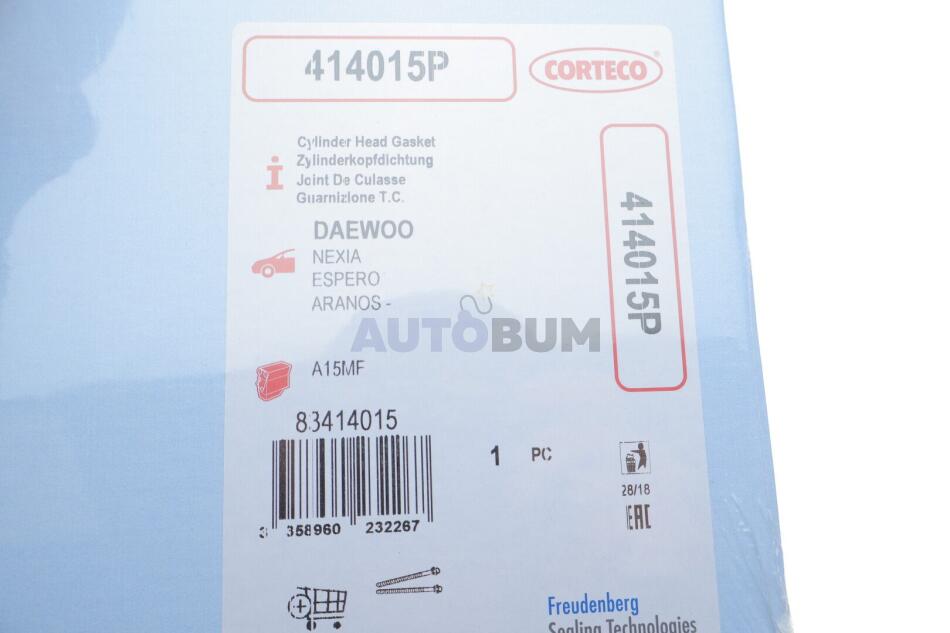 414015P
CORTECO®
Cylinder Head Gasket
Zylinderkopfdichtung
Joint De Culasse
Guarnizione T.C.
414015P
DAEWOO
NEXIA
ESPERO
ARANOS -
AUTOBUM
A15MF
83414015
1 PC
28/18
EAC
3 358960 232267
Freudenberg
Sealing Technologies